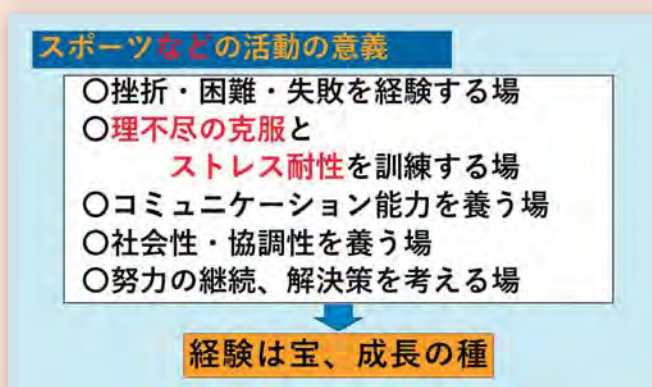 スポーツなどの活動の意義
〇挫折・困難・失敗を経験する場
〇理不尽の克服と
ストレス耐性を訓練する場
〇コミュニケーション能力を養う場
〇社会性・協調性を養う場
〇努力の継続、解決策を考える場
経験は宝、成長の種